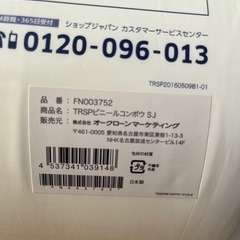 24時間・365日受付
ショップジャパン カスタマーサービスセンター
0120-096-013
TRSP20160509B1-01
品番：FN003752
商品名：TRSPビニールコンポウ S.J
販売元：株式会社 オークローンマーケティング
〒461-0005 愛知県名古屋市東区東桜1-13-3
NHK名古屋放送センタービル14F
4 537341 039148
日本製